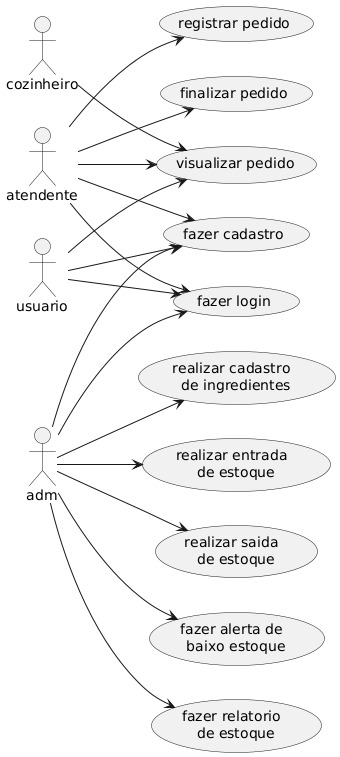 registrar pedido
cozinheiro
finalizar pedido
visualizar pedido
atendente
fazer cadastro
usuario
fazer login
realizar cadastro
de ingredientes
realizar entrada
de estoque
adm
realizar saida
de estoque
fazer alerta de
baixo estoque
fazer relatorio
de estoque